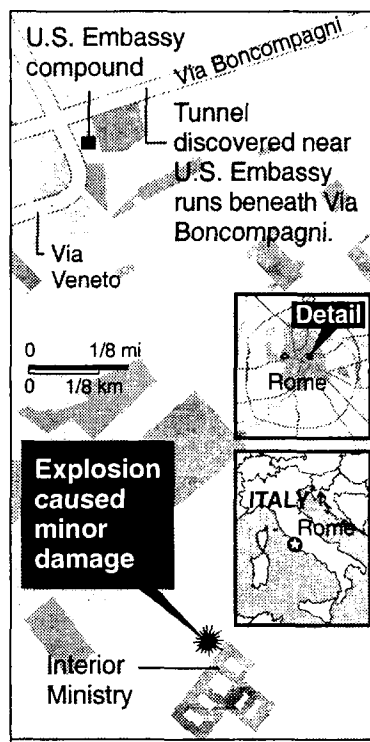 U.S. Embassy
compound
Via Boncompagni
Tunnel
discovered near
U.S. Embassy
runs beneath Via
Boncompagni.
Via
Veneto
Detail
Rome
0 1/8 mi
0 1/8 km
Explosion
caused
minor
damage
ITALY
Rome
Interior
Ministry